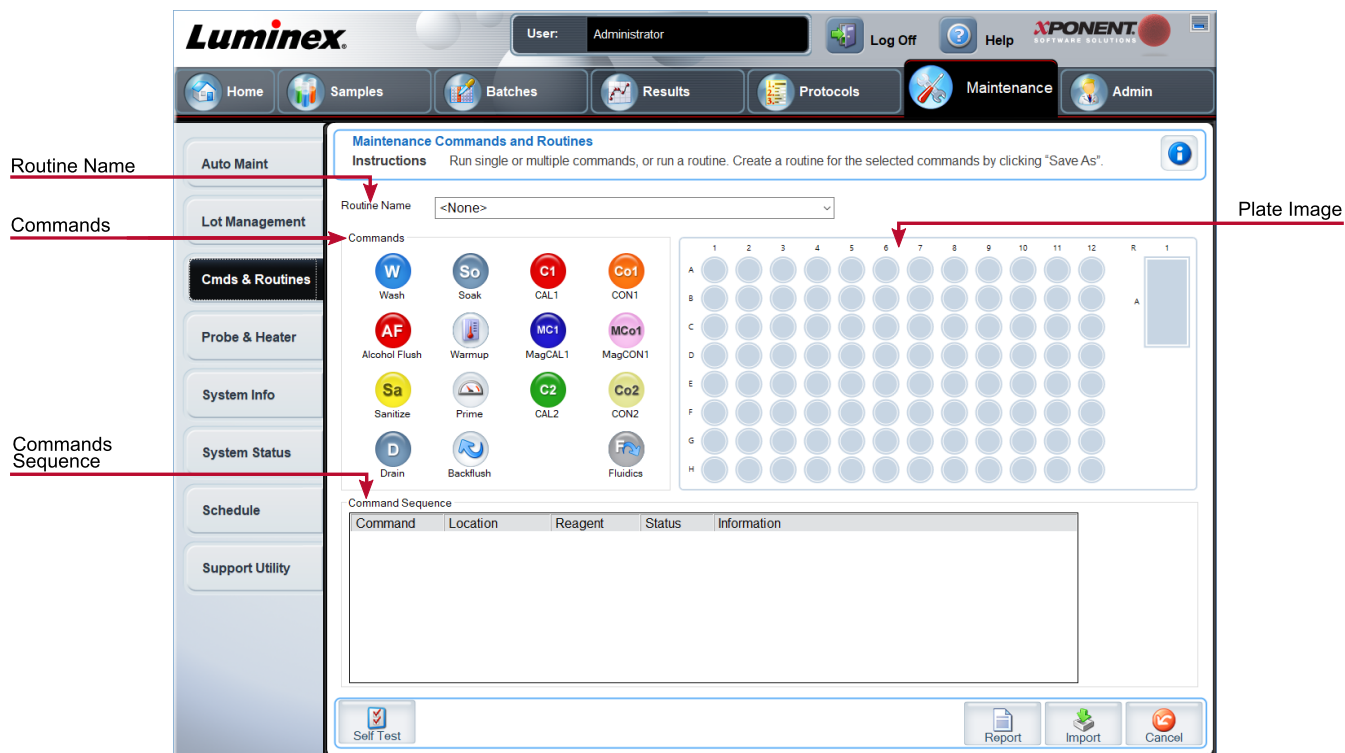 Luminex.
User: Administrator
Log Off
Help
XPONENT.
SOFTWARE SOLUTIONS
Home
Samples
Batches
Results
Protocols
Maintenance
Admin
Routine Name
Commands
Commands
Sequence
Plate Image
Auto Maint
Lot Management
Cmds & Routines
Probe & Heater
System Info
System Status
Schedule
Support Utility
Maintenance Commands and Routines
Instructions Run single or multiple commands, or run a routine. Create a routine for the selected commands by clicking “Save As”.
Routine Name <None>
Commands
W So C1 Co1
Wash Soak CAL1 CON1
AF MC1 MCo1
Alcohol Flush Warmup MagCAL1 MagCON1
Sa C2 Co2
Sanitize Prime CAL2 CON2
D F
Drain Backflush Fluidics
1 2 3 4 5 6 7 8 9 10 11 12 R 1
A
B
C
D
E
F
G
H
A
Command Sequence
Command Location Reagent Status Information
Self Test
Report
Import
Cancel